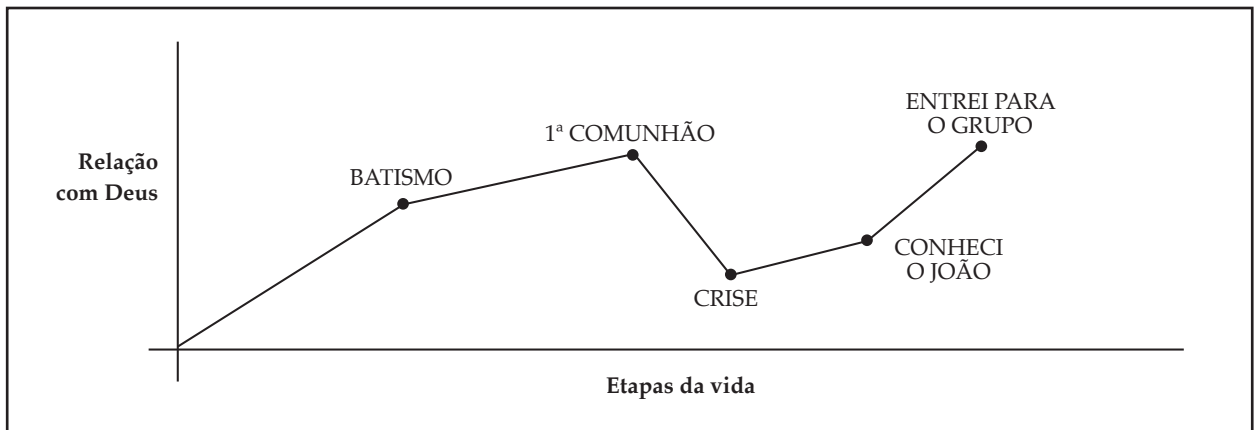 ENTREI PARA
O GRUPO
1ª COMUNHÃO
Relação
com Deus
BATISMO
CONHECI
O JOÃO
CRISE
Etapas da vida